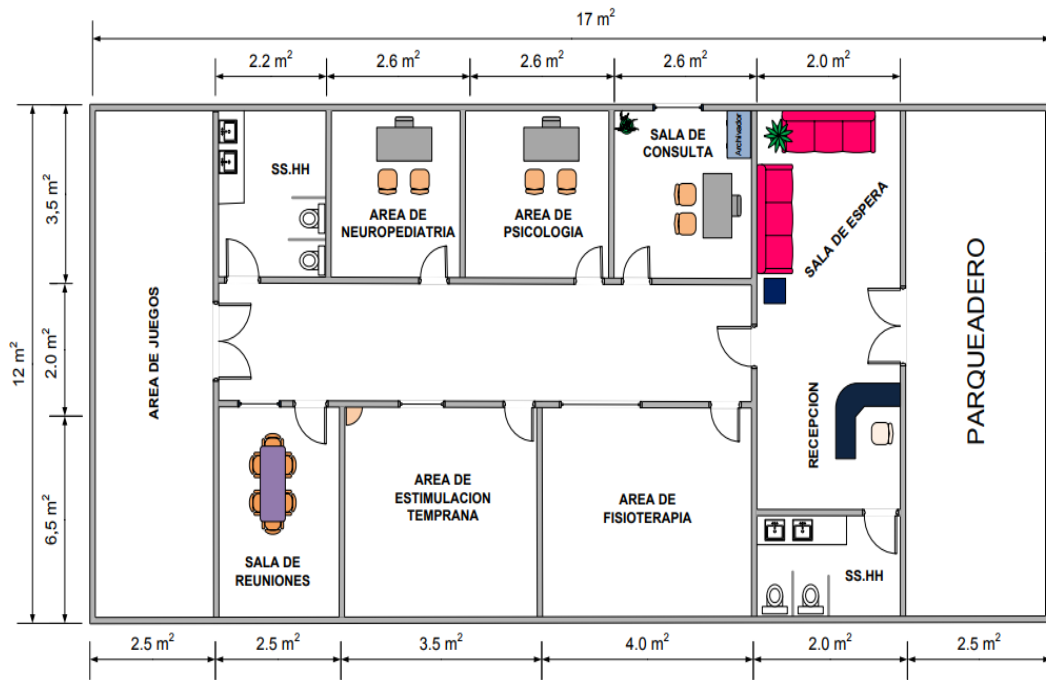 17 m²
2.2 m²
2.6 m²
2.6 m²
2.6 m²
2.0 m²
12 m²
3,5 m²
2.0 m²
6,5 m²
AREA DE JUEGOS
SS.HH
AREA DE
NEUROPEDIATRIA
AREA DE
PSICOLOGIA
SALA DE
CONSULTA
Archivador
SALA DE ESPERA
PARQUEADERO
RECEPCION
SALA DE
REUNIONES
AREA DE
ESTIMULACION
TEMPRANA
AREA DE
FISIOTERAPIA
SS.HH
2.5 m²
2.5 m²
3.5 m²
4.0 m²
2.0 m²
2.5 m²